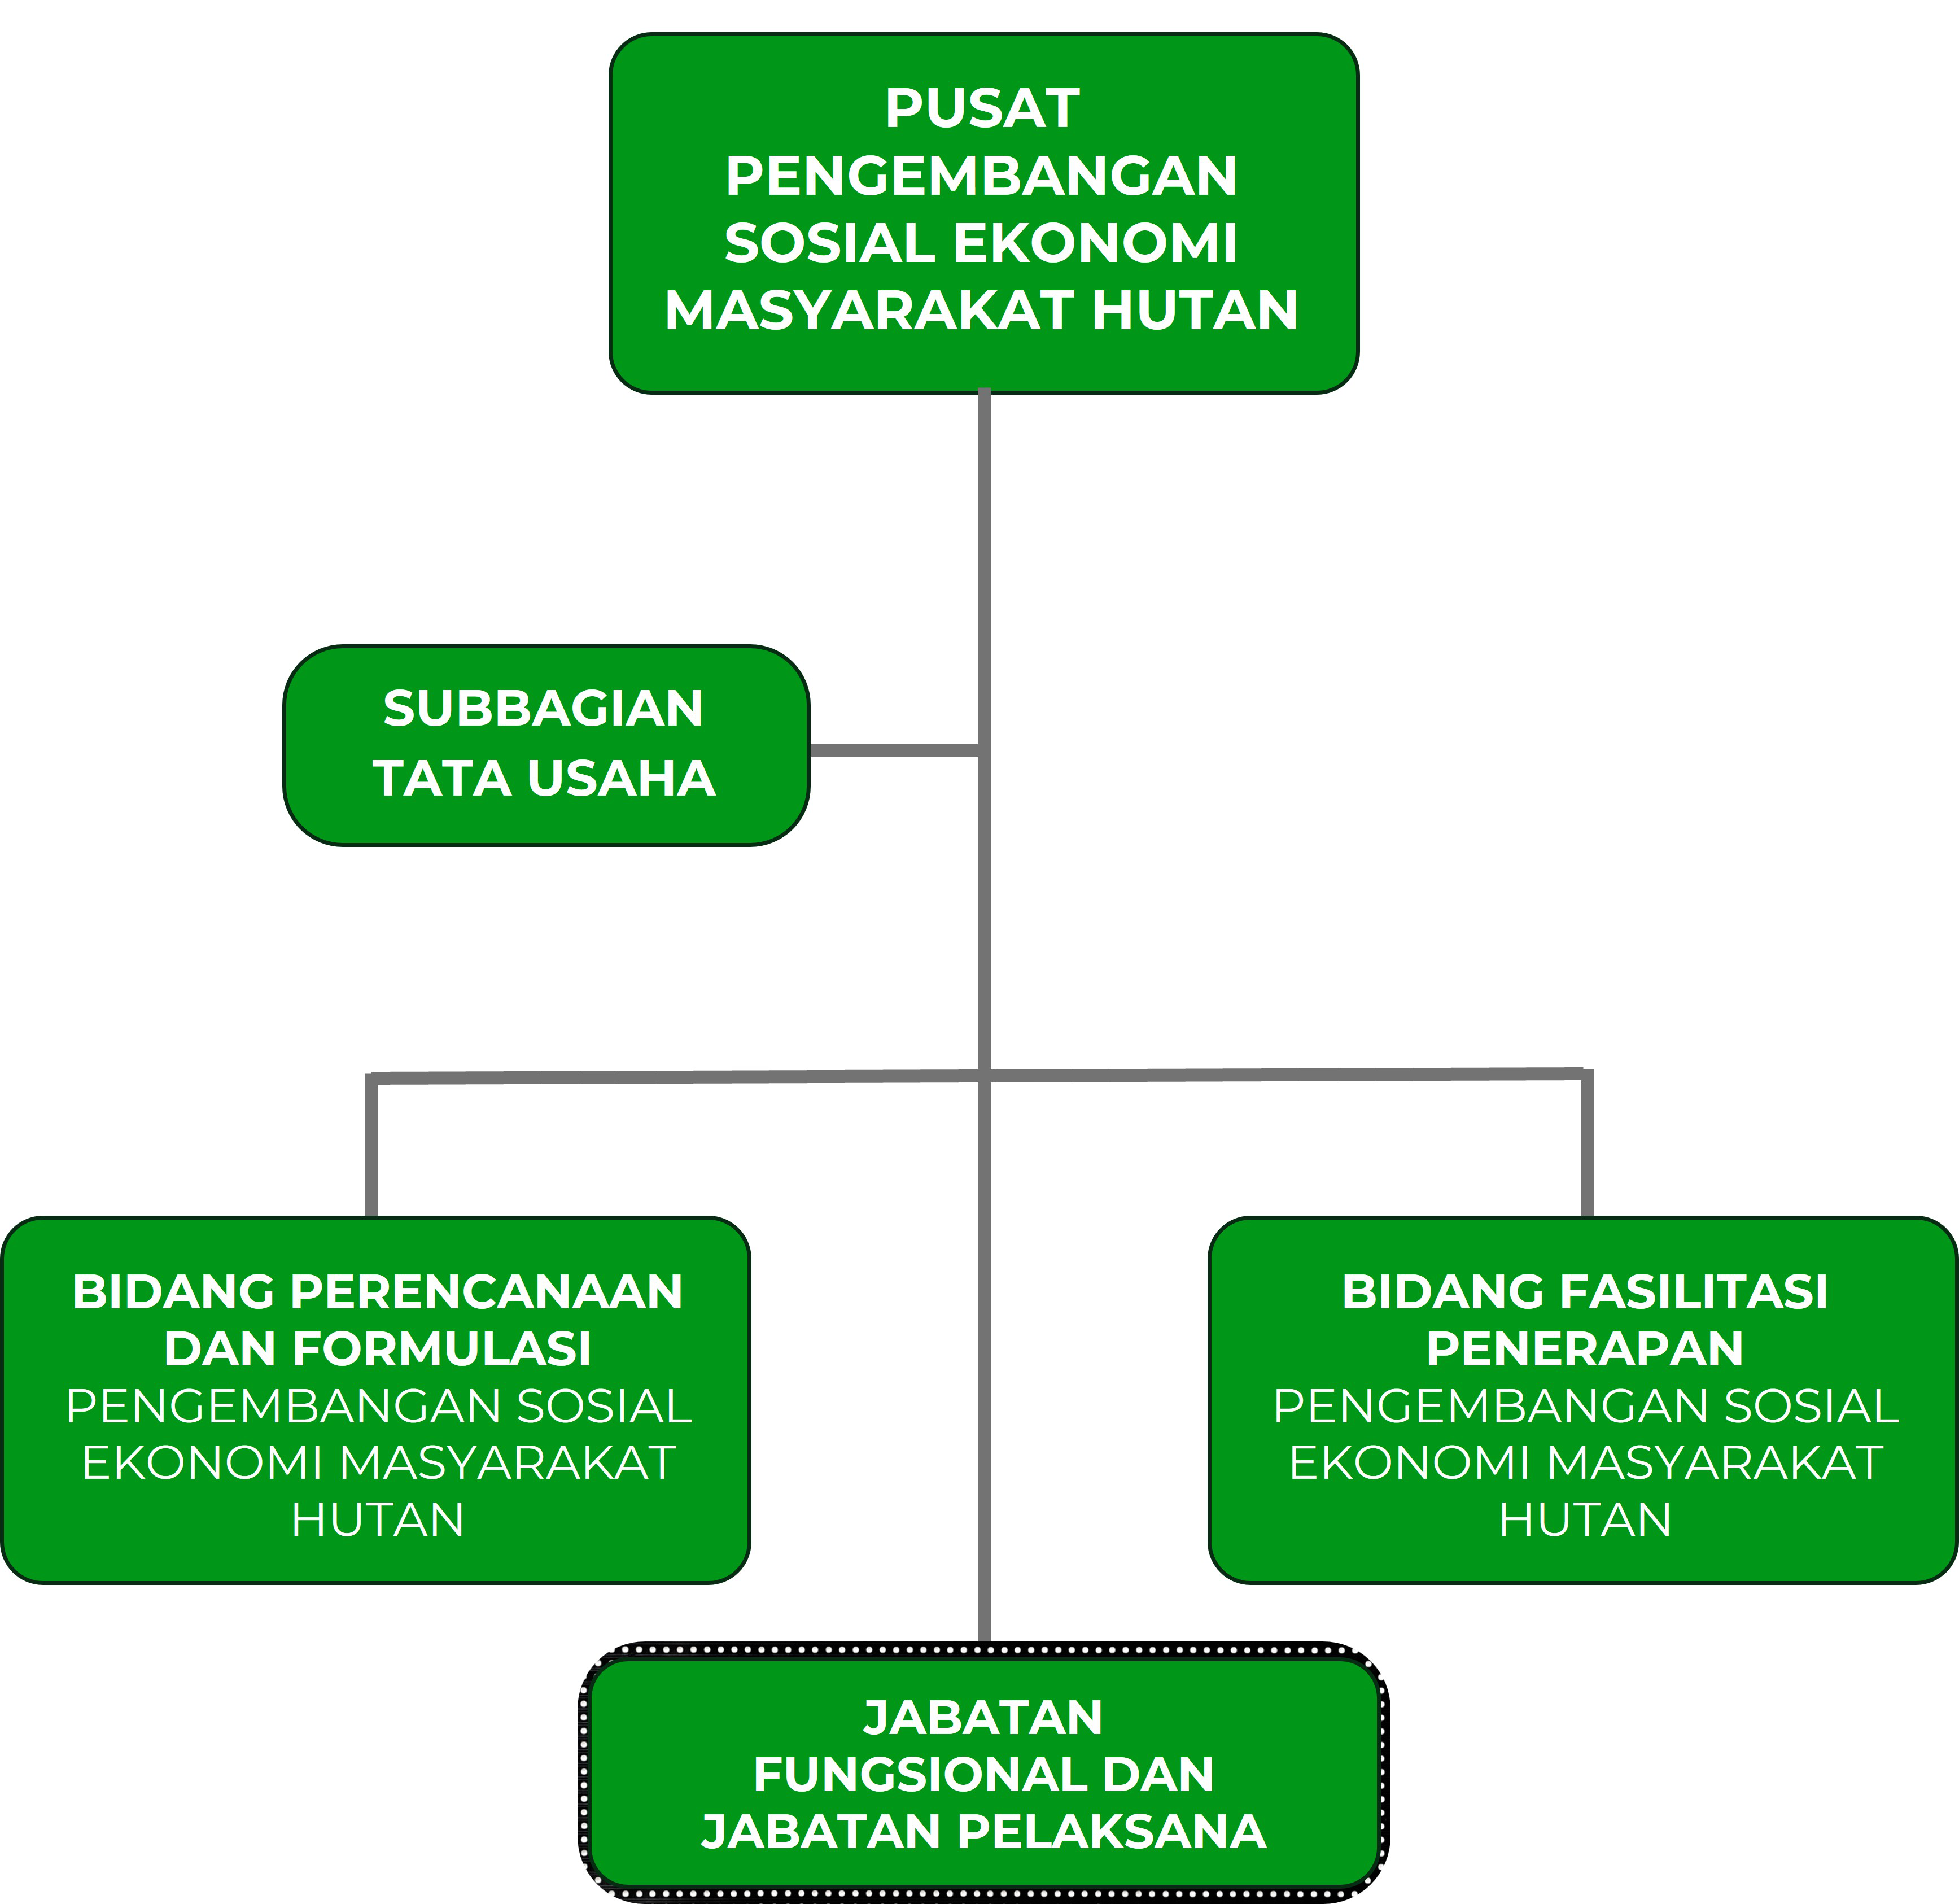 PUSAT
PENGEMBANGAN
SOSIAL EKONOMI
MASYARAKAT HUTAN
SUBBAGIAN
TATA USAHA
BIDANG PERENCANAAN
DAN FORMULASI
PENGEMBANGAN SOSIAL
EKONOMI MASYARAKAT
HUTAN
BIDANG FASILITASI
PENERAPAN
PENGEMBANGAN SOSIAL
EKONOMI MASYARAKAT
HUTAN
JABATAN
FUNGSIONAL DAN
JABATAN PELAKSANA